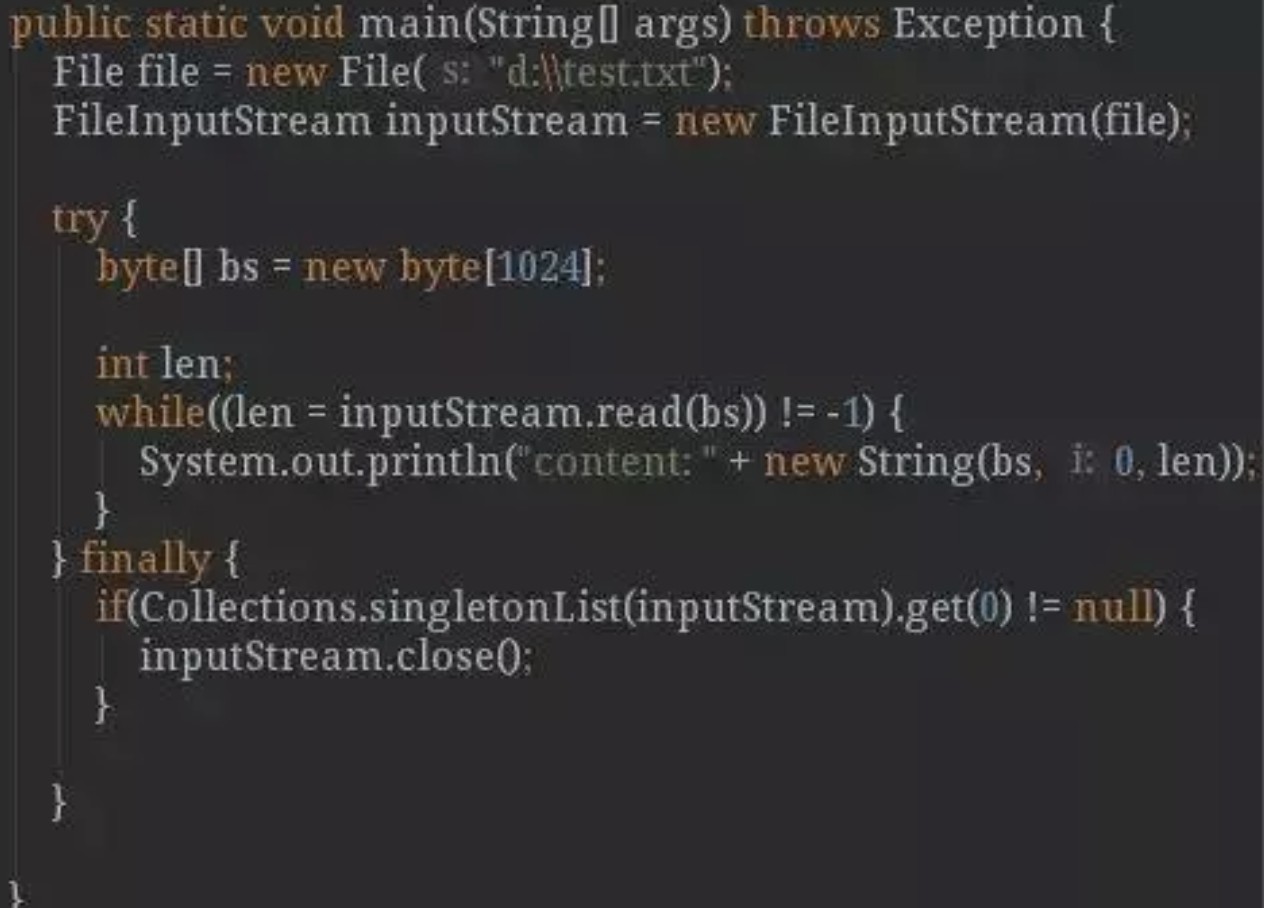 public static void main(String[] args) throws Exception {
File file = new File( s: "d:\\test.txt");
FileInputStream inputStream = new FileInputStream(file);
try {
byte[] bs = new byte[1024];
int len;
while((len = inputStream.read(bs)) != -1) {
System.out.println("content: " + new String(bs, i: 0, len));
}
} finally {
if(Collections.singletonList(inputStream).get(0) != null) {
inputStream.close();
}
}
}